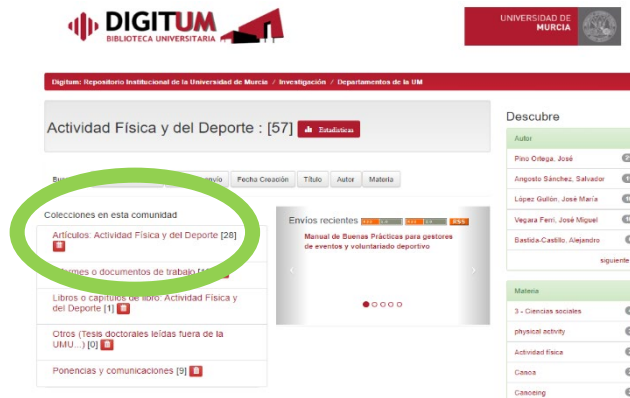 DIGITUM
BIBLIOTECA UNIVERSITARIA
UNIVERSIDAD DE
MURCIA
Digitum: Repositorio Institucional de la Universidad de Murcia / Investigación / Departamentos de la UM
Actividad Física y del Deporte : [57]
Estadísticas
Fecha Creación
Título
Autor
Materia
Colecciones en esta comunidad
Artículos: Actividad Física y del Deporte [28]
documentos de trabajo
Libros o capítulos de libro: Actividad Física y
del Deporte [1]
Otros (Tesis doctorales leídas fuera de la
UMU...) [0]
Ponencias y comunicaciones [9]
Envíos recientes
RSS
Manual de Buenas Prácticas para gestores
de eventos y voluntariado deportivo
Descubre
Autor
Pino Ortega, José
Angosto Sánchez, Salvador
López Gullón, José María
Vegara Ferri, José Miguel
Bastida-Castillo, Alejandro
siguiente
Materia
3 - Ciencias sociales
physical activity
Actividad física
Canoa
Canoeing